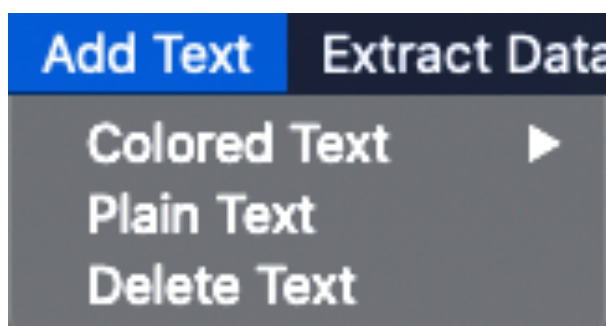 Add Text Extract Data
Colored Text
Plain Text
Delete Text